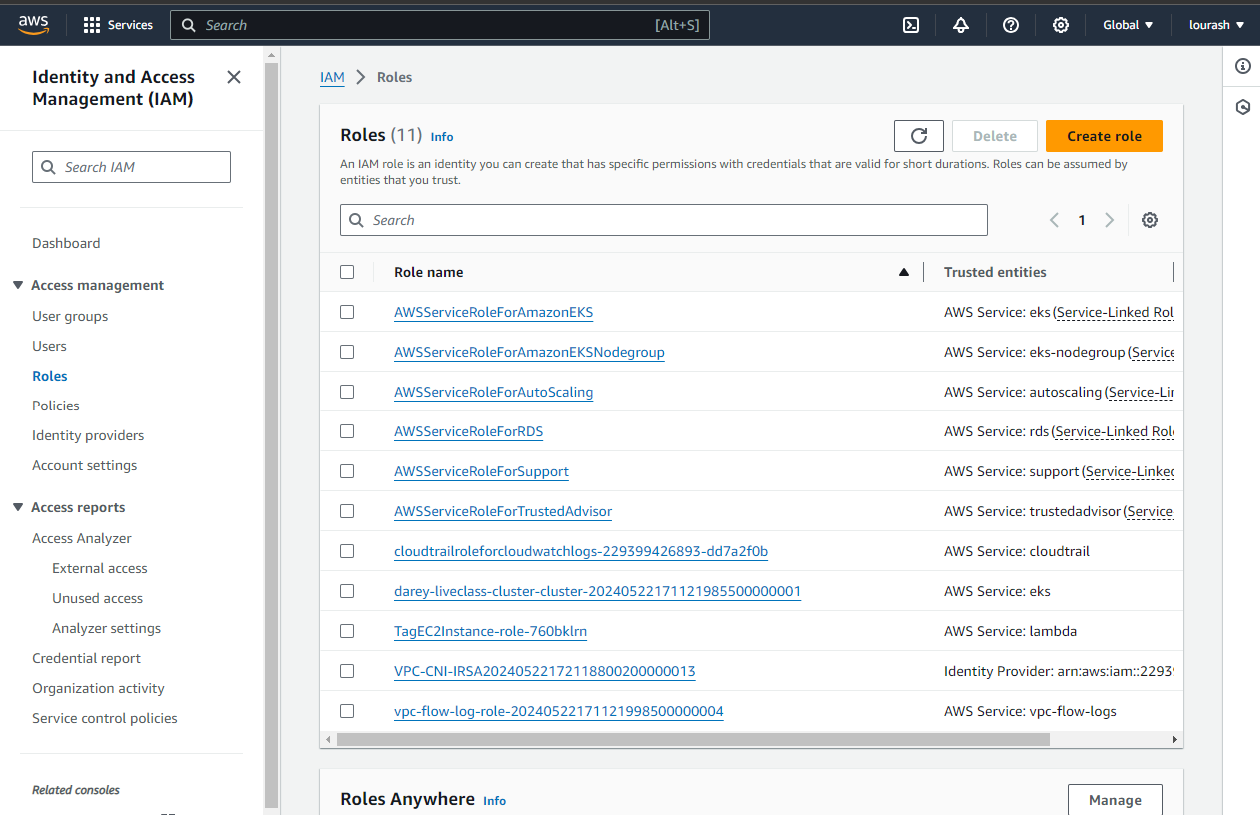 aws
Services
Search
[Alt+S]
Global
lourash
Identity and Access
Management (IAM)
Search IAM
Dashboard
Access management
User groups
Users
Roles
Policies
Identity providers
Account settings
Access reports
Access Analyzer
External access
Unused access
Analyzer settings
Credential report
Organization activity
Service control policies
Related consoles
IAM > Roles
Roles (11) Info
Delete
Create role
An IAM role is an identity you can create that has specific permissions with credentials that are valid for short durations. Roles can be assumed by
entities that you trust.
Search
1
Role name Trusted entities
AWSServiceRoleForAmazonEKS AWS Service: eks (Service-Linked Rol
AWSServiceRoleForAmazonEKSNodegroup AWS Service: eks-nodegroup (Service
AWSServiceRoleForAutoScaling AWS Service: autoscaling (Service-Lin
AWSServiceRoleForRDS AWS Service: rds (Service-Linked Role
AWSServiceRoleForSupport AWS Service: support (Service-Linked
AWSServiceRoleForTrustedAdvisor AWS Service: trustedadvisor (Service
cloudtrailroleforcloudwatchlogs-229399426893-dd7a2f0b AWS Service: cloudtrail
darey-liveclass-cluster-cluster-20240522171121985500000001 AWS Service: eks
TagEC2Instance-role-760bklrn AWS Service: lambda
VPC-CNI-IRSA20240522172118800200000013 Identity Provider: arn:aws:iam::22939
vpc-flow-log-role-20240522171121998500000004 AWS Service: vpc-flow-logs
Roles Anywhere Info
Manage